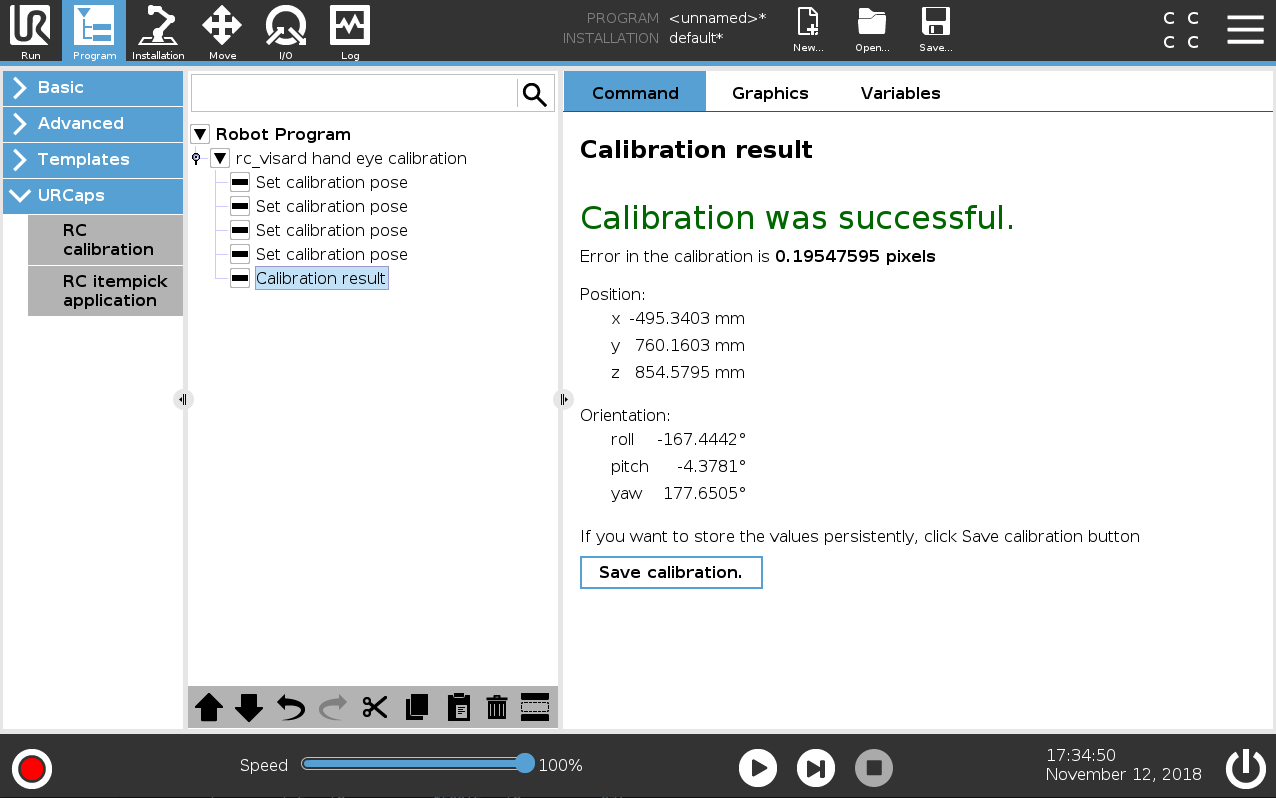 UR
PROGRAM <unnamed>*
INSTALLATION default*
C C
C C
Run Program Installation Move I/O Log New... Open... Save...
Basic
Advanced
Templates
URCaps
RC
calibration
RC itempick
application
Robot Program
rc_visard hand eye calibration
Set calibration pose
Set calibration pose
Set calibration pose
Set calibration pose
Calibration result
Command Graphics Variables
Calibration result
Calibration was successful.
Error in the calibration is 0.19547595 pixels
Position:
x -495.3403 mm
y 760.1603 mm
z 854.5795 mm
Orientation:
roll -167.4442°
pitch -4.3781°
yaw 177.6505°
If you want to store the values persistently, click Save calibration button
Save calibration.
Speed 100%
17:34:50
November 12, 2018